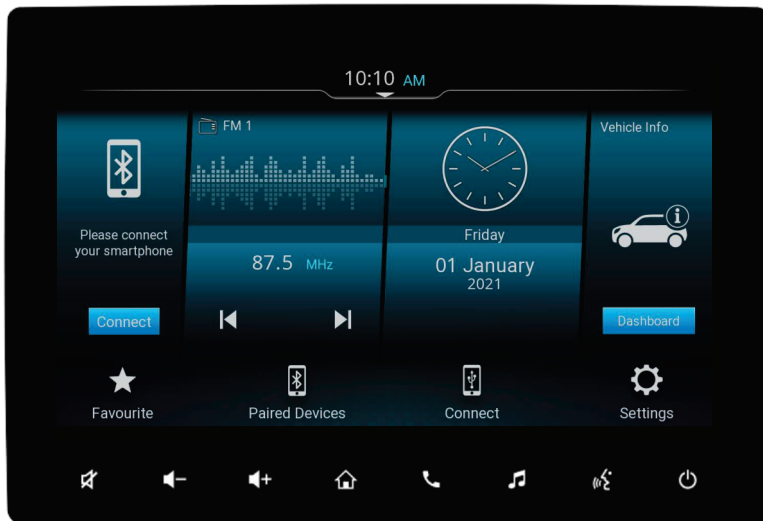 10:10 AM
FM 1
Vehicle Info
Please connect
your smartphone
Friday
87.5 MHz
01 January
2021
Connect
Dashboard
Favourite
Paired Devices
Connect
Settings